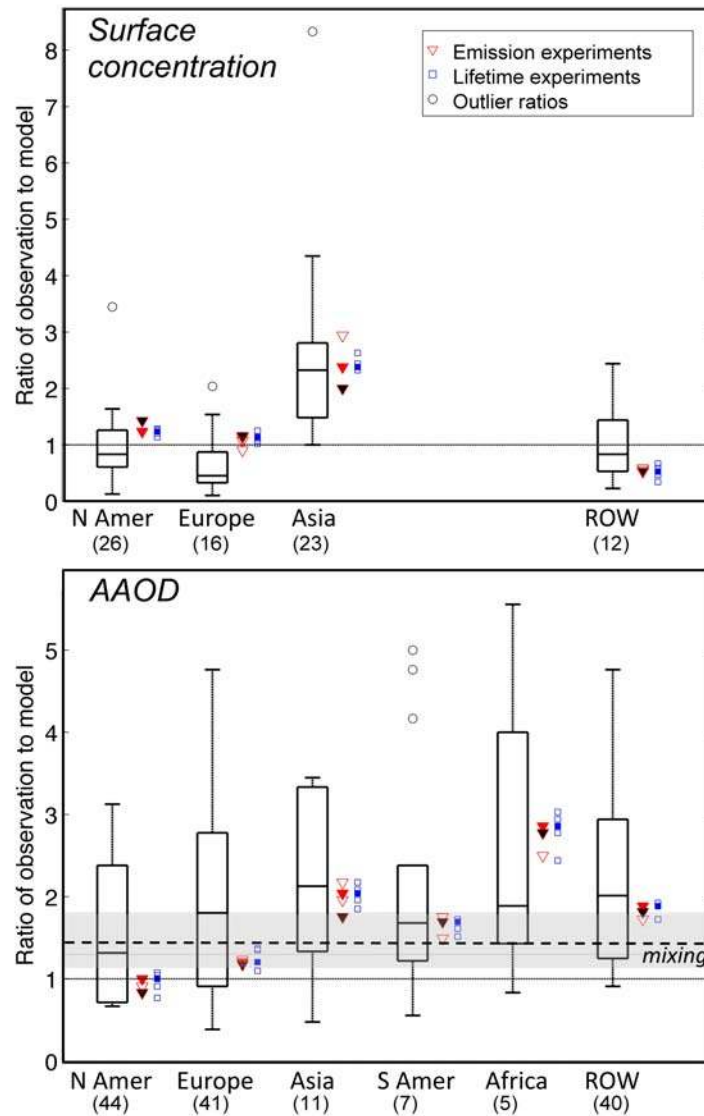 Surface
concentration
Emission experiments
Lifetime experiments
Outlier ratios
Ratio of observation to model
8
7
6
5
4
3
2
1
0
N Amer Europe Asia ROW
(26) (16) (23) (12)
AAOD
Ratio of observation to model
5
4
3
2
1
0
mixing
N Amer Europe Asia S Amer Africa ROW
(44) (41) (11) (7) (5) (40)